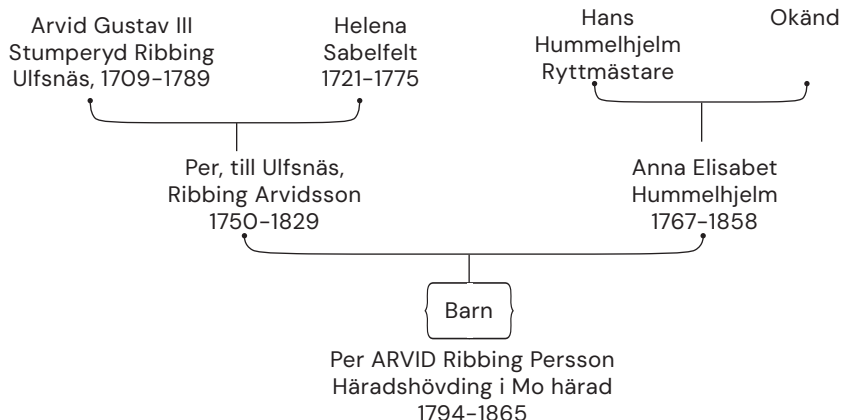 Arvid Gustav III
Stumperyd Ribbing
Ulfsnäs, 1709-1789
Helena
Sabelfelt
1721-1775
Hans
Hummelhjelm
Ryttmästare
Okänd
Per, till Ulfsnäs,
Ribbing Arvidsson
1750-1829
Anna Elisabet
Hummelhjelm
1767-1858
Barn
Per ARVID Ribbing Persson
Häradshövding i Mo härad
1794-1865